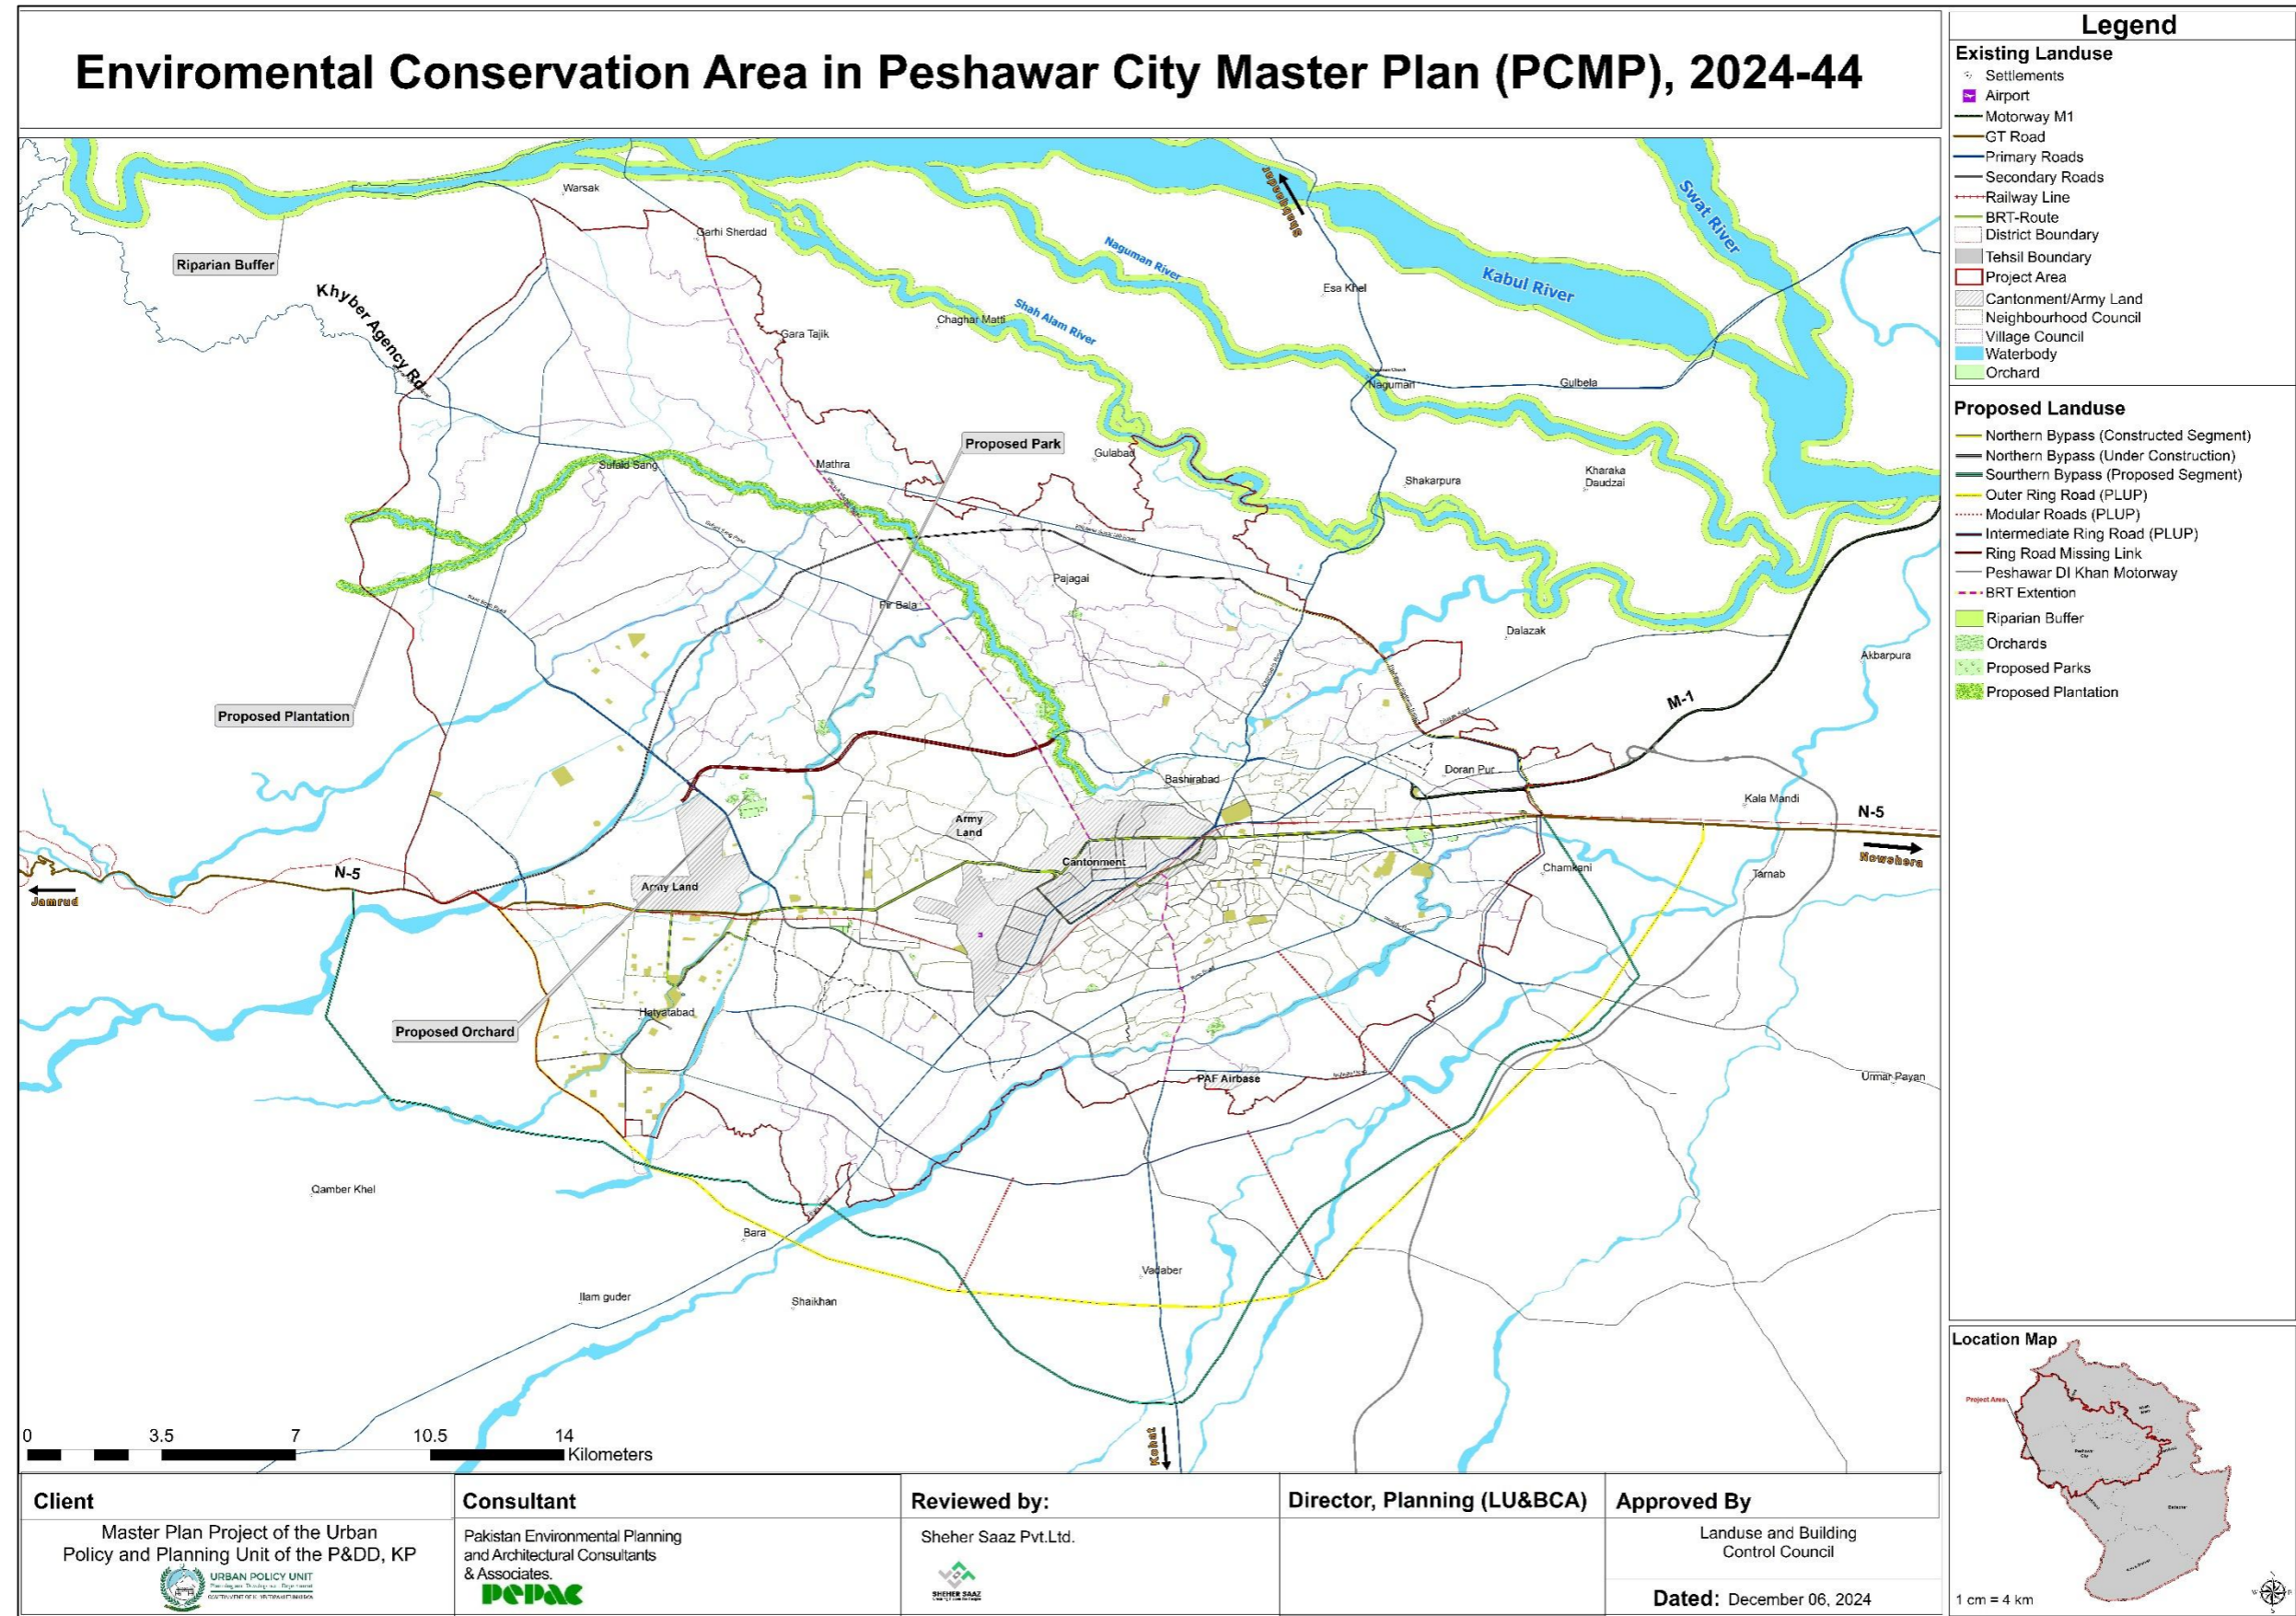 Enviromental Conservation Area in Peshawar City Master Plan (PCMP), 2024-44
Legend
Existing Landuse
Settlements
Airport
Motorway M1
GT Road
Primary Roads
Secondary Roads
Railway Line
BRT-Route
District Boundary
Tehsil Boundary
Project Area
Cantonment/Army Land
Neighbourhood Council
Village Council
Waterbody
Orchard
Proposed Landuse
Northern Bypass (Constructed Segment)
Northern Bypass (Under Construction)
Sourthern Bypass (Proposed Segment)
Outer Ring Road (PLUP)
Modular Roads (PLUP)
Intermediate Ring Road (PLUP)
Ring Road Missing Link
Peshawar DI Khan Motorway
BRT Extention
Riparian Buffer
Orchards
Proposed Parks
Proposed Plantation
Location Map
Project Area
1 cm = 4 km
Warsak
Garhi Sherdad
Riparian Buffer
Khyber Agency Rd
Gara Tajik
Chaghar Matti
Shah Alam River
Naguman River
Esa Khel
Kabul River
Swat River
Naguman
Gulbela
Proposed Park
Gulabad
Mathra
Sufaid Sang
Shakarpura
Kharaka
Daudzai
Pajagai
Pir Bala
Dalazak
Akbarpura
Proposed Plantation
M-1
Bashirabad
Doran Pur
Kala Mandi
N-5
Nowshera
Army
Land
Cantonment
Army Land
N-5
Jamrud
Chamkani
Tarnab
Hatyatabad
Proposed Orchard
PAF Airbase
Urmar Payan
Qamber Khel
Bara
Vadaber
Ilam guder
Shaikhan
Kohat
0 3.5 7 10.5 14
Kilometers
Client
Master Plan Project of the Urban
Policy and Planning Unit of the P&DD, KP
URBAN POLICY UNIT
Consultant
Pakistan Environmental Planning
and Architectural Consultants
& Associates.
pepac
Reviewed by:
Sheher Saaz Pvt.Ltd.
SHEHER SAAZ
Director, Planning (LU&BCA)
Approved By
Landuse and Building
Control Council
Dated: December 06, 2024